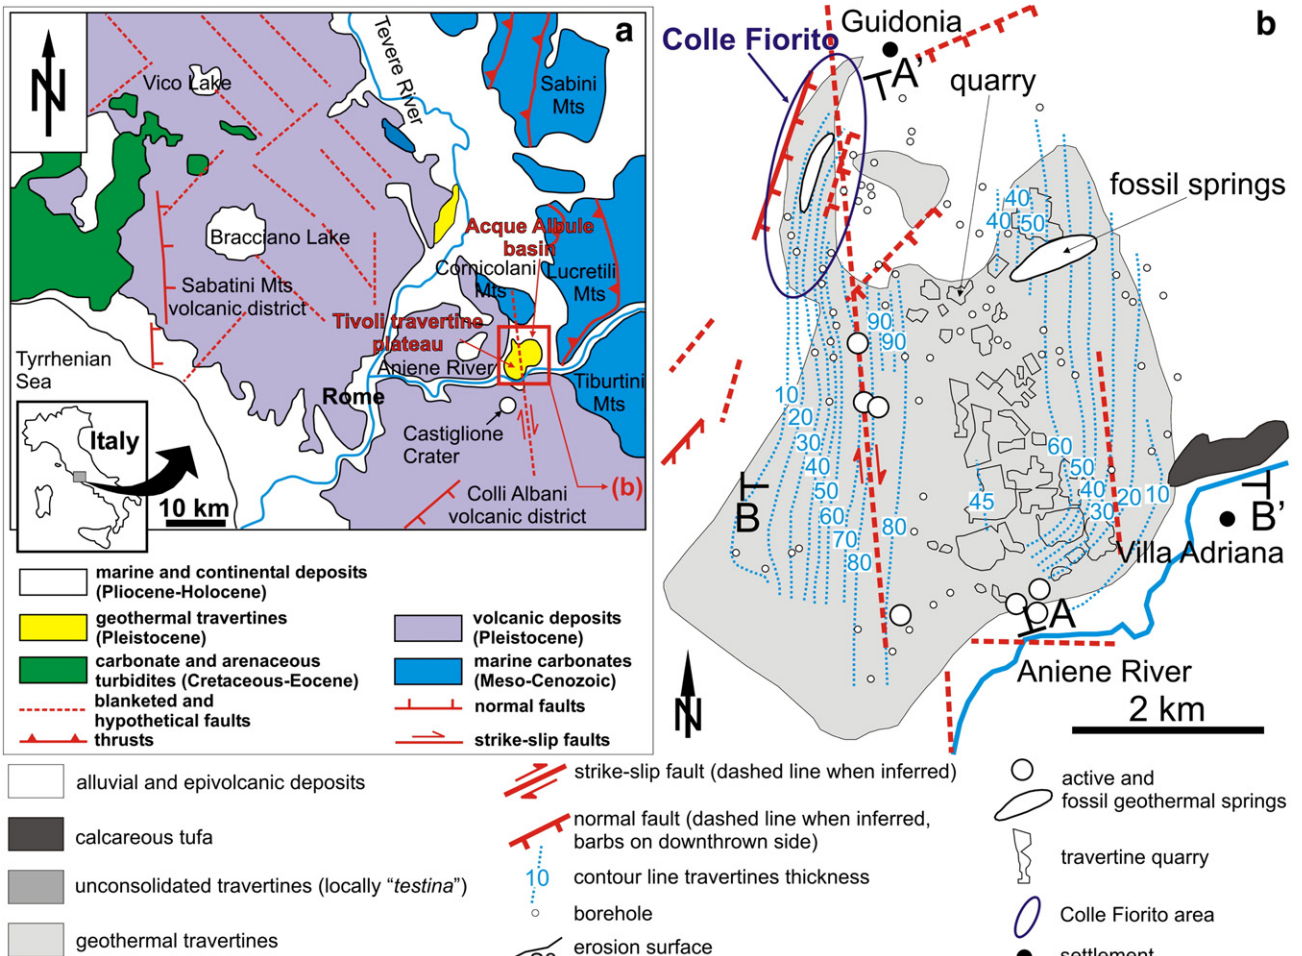 a
N
Vico Lake
Tevere River
Sabini
Mts
Bracciano Lake
Acque Albule
basin
Cornicolani
Mts
Lucretili
Mts
Sabatini Mts
volcanic district
Tivoli travertine
plateau
Tyrrhenian
Sea
Aniene River
Rome
Tiburtini
Mts
Castiglione
Crater
Italy
10 km
Colli Albani
volcanic district
(b)
marine and continental deposits
(Pliocene-Holocene)
geothermal travertines
(Pleistocene)
carbonate and arenaceous
turbidites (Cretaceous-Eocene)
blanketed and
hypothetical faults
thrusts
volcanic deposits
(Pleistocene)
marine carbonates
(Meso-Cenozoic)
normal faults
strike-slip faults
b
Guidonia
Colle Fiorito
A'
quarry
fossil springs
40
40 50
90
90
10
20
30
40
50
60
70
80
80
45
60
50
40
30
20
10
B
B'
Villa Adriana
A
Aniene River
N
2 km
alluvial and epivolcanic deposits
calcareous tufa
unconsolidated travertines (locally “testina”)
geothermal travertines
strike-slip fault (dashed line when inferred)
normal fault (dashed line when inferred,
barbs on downthrown side)
10
contour line travertines thickness
borehole
erosion surface
active and
fossil geothermal springs
travertine quarry
Colle Fiorito area